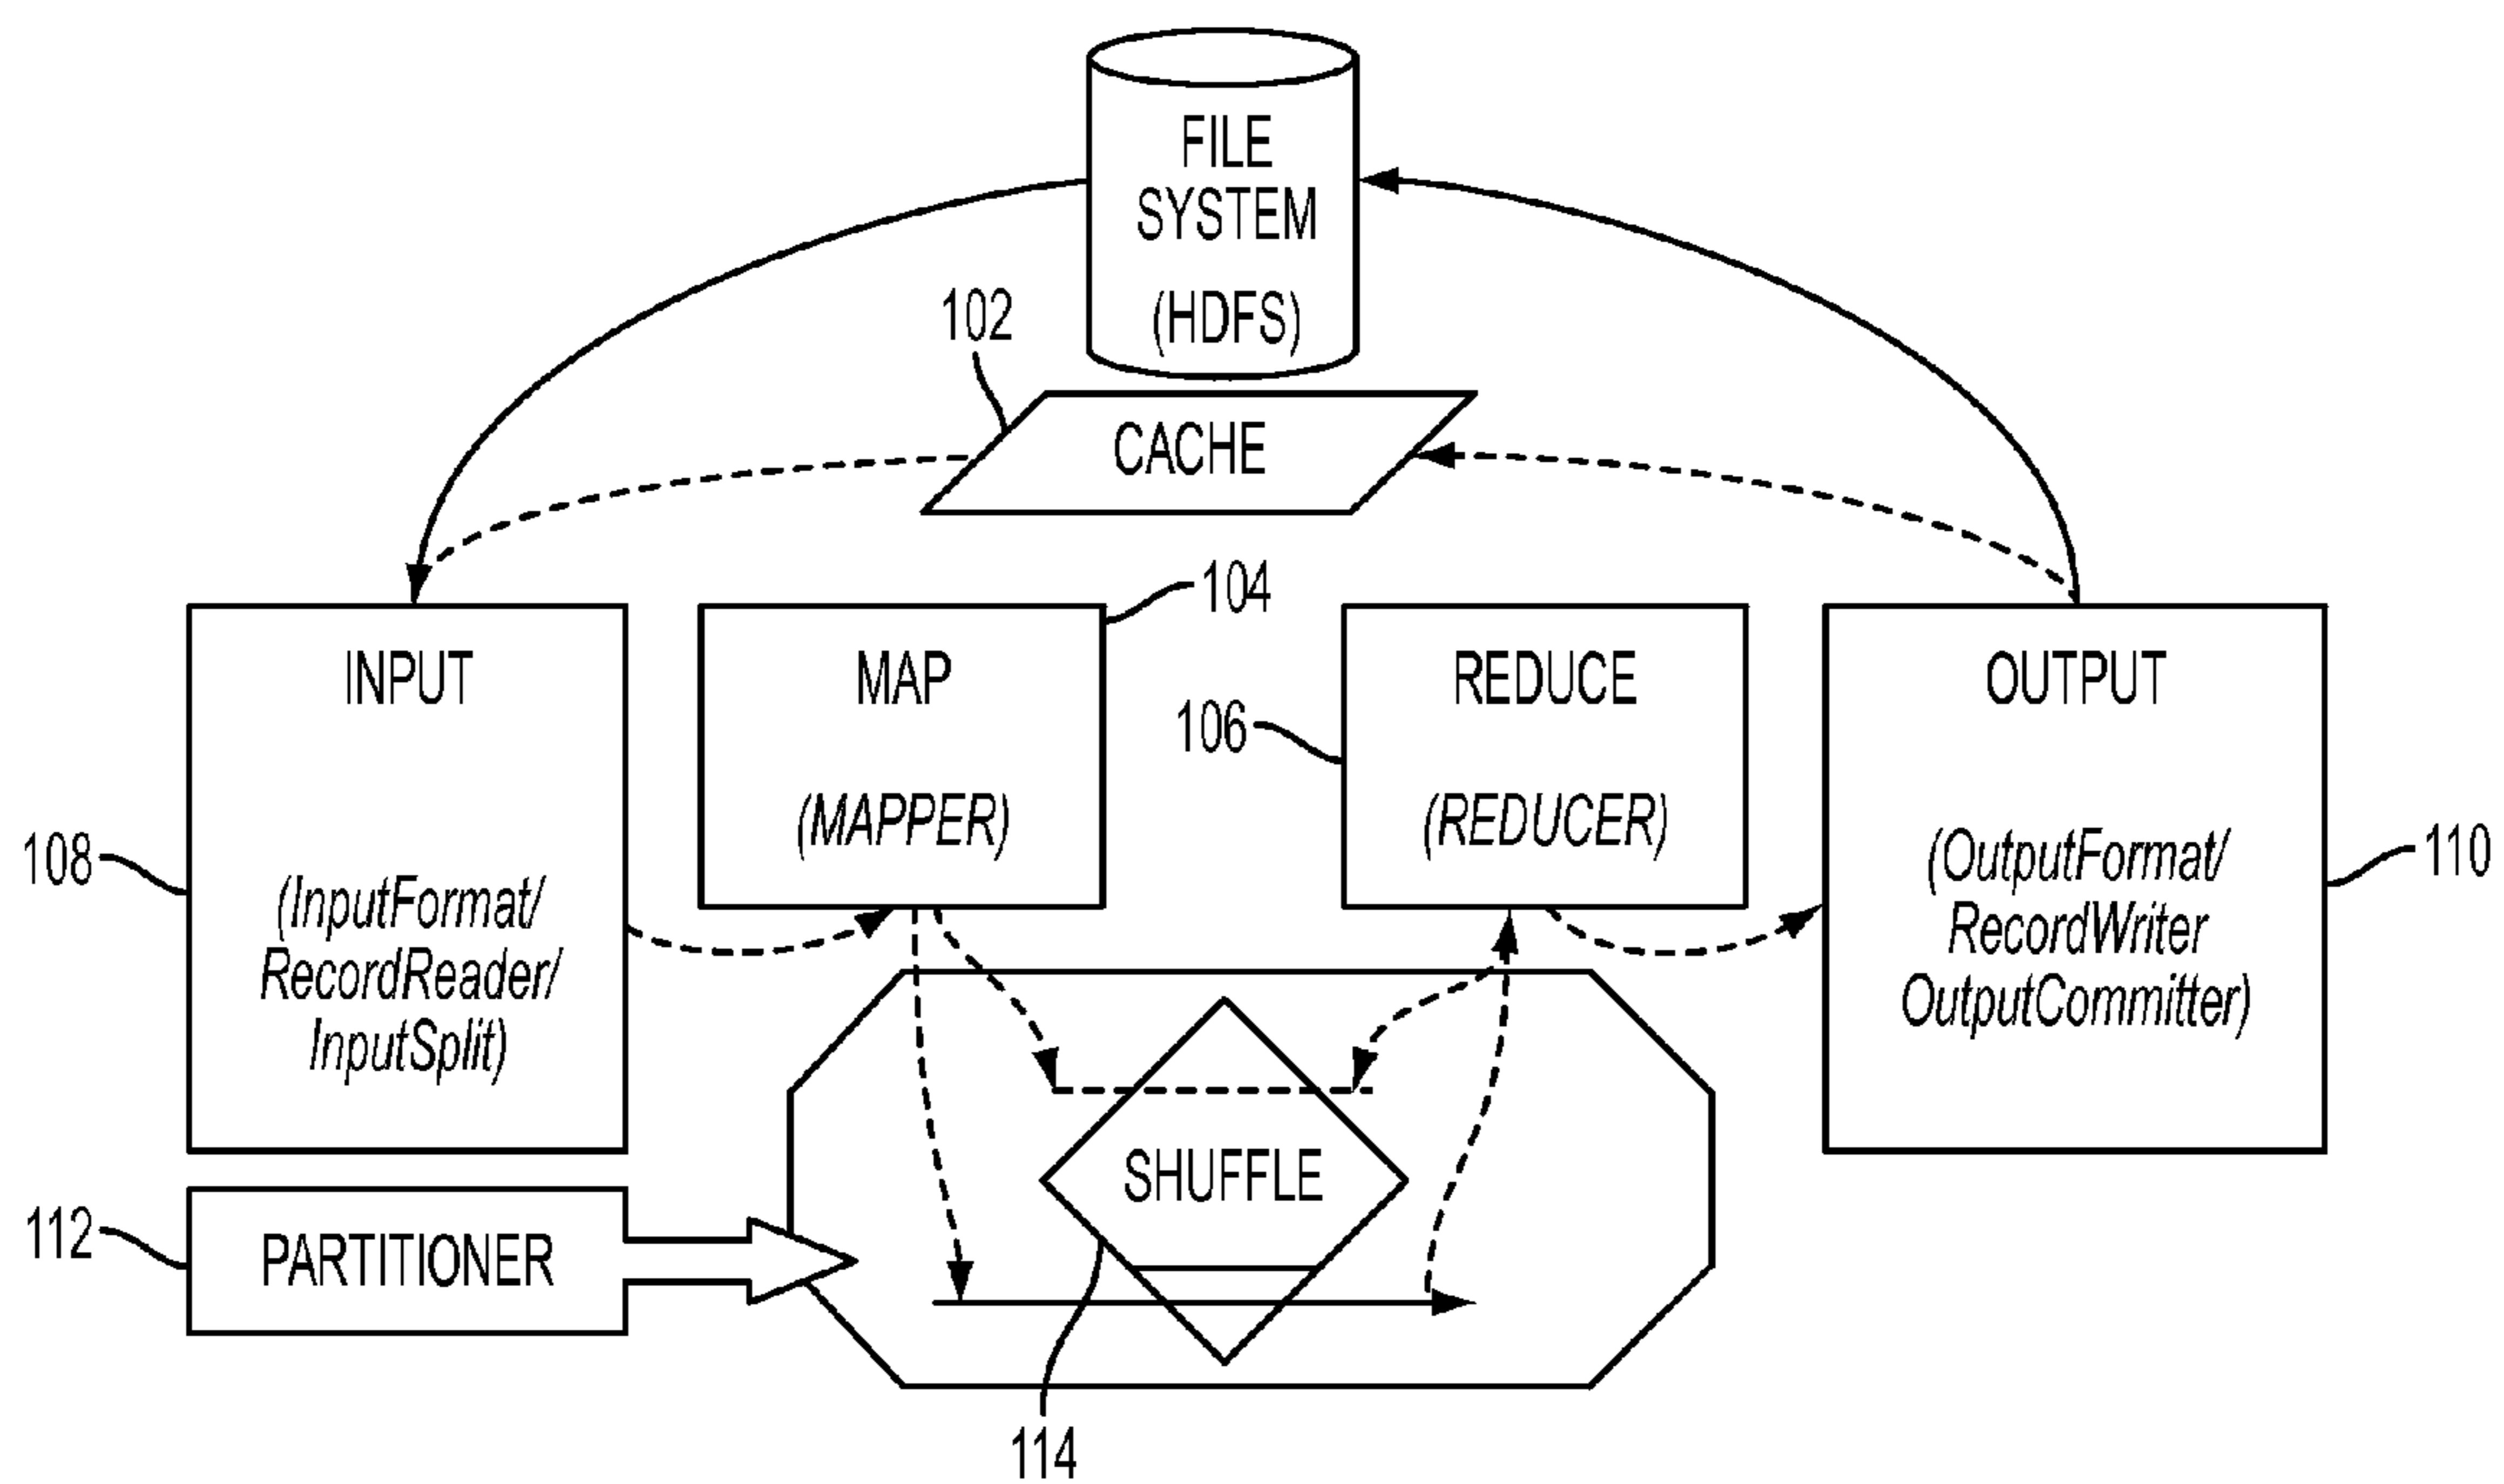 FILE
SYSTEM
(HDFS)
102
CACHE
104
INPUT
MAP
REDUCE
OUTPUT
106
(MAPPER)
(REDUCER)
108
(InputFormat/
RecordReader/
InputSplit)
(OutputFormat/
RecordWriter
OutputCommitter)
110
SHUFFLE
112
PARTITIONER
114